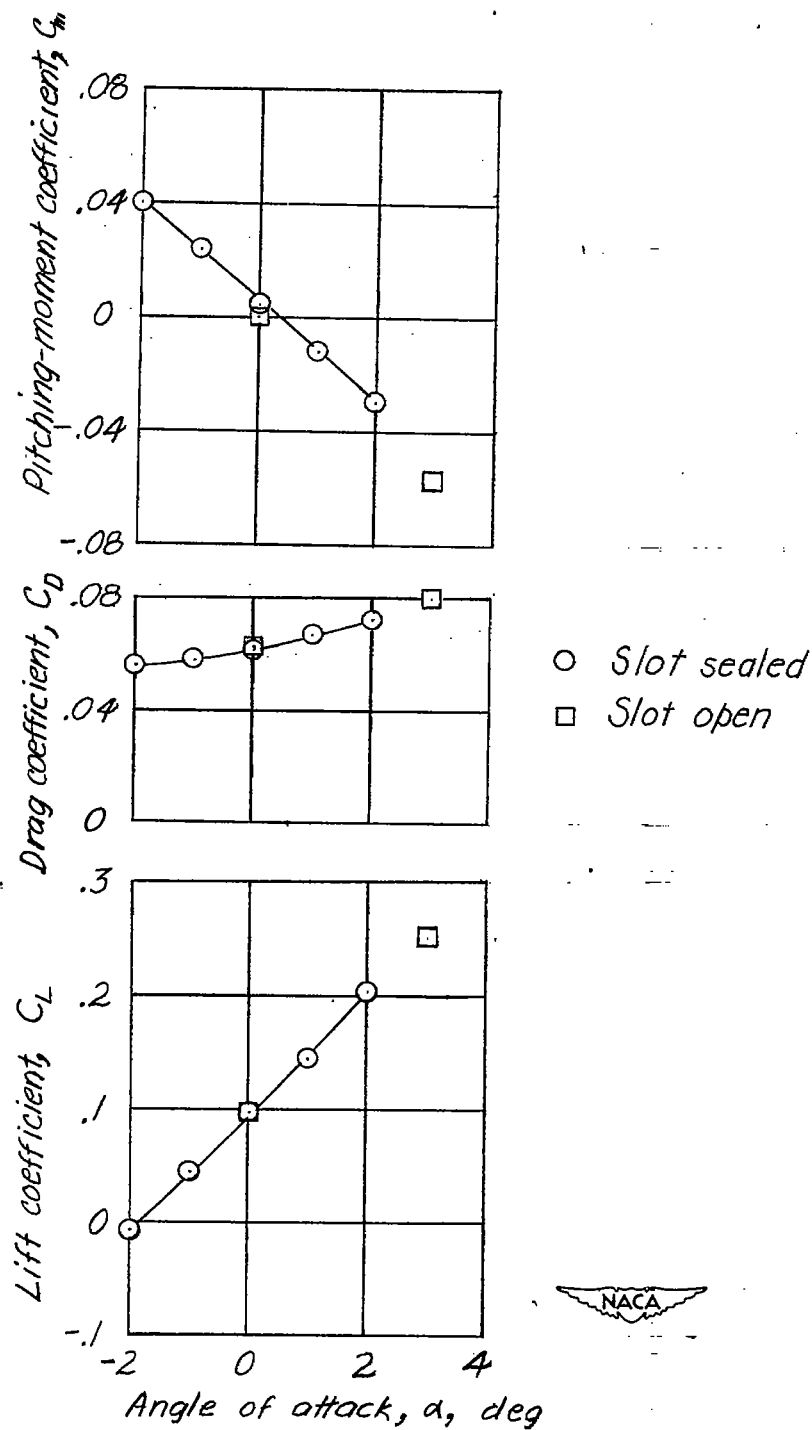 Pitching-moment coefficient, Cm
.08
.04
0
-.04
-.08
Drag coefficient, CD
.08
.04
0
Slot sealed
Slot open
Lift coefficient, CL
.3
.2
.1
0
-.1
-2 0 2 4
Angle of attack, α, deg
NACA